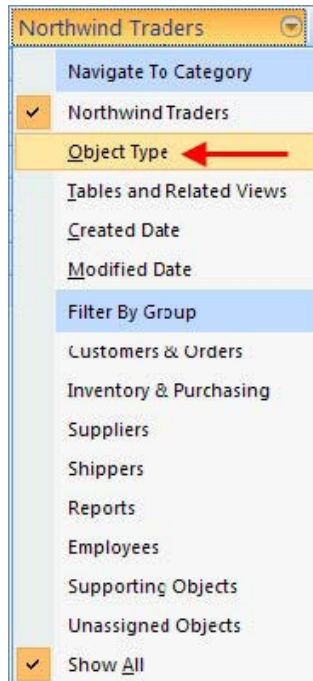 Northwind Traders
Navigate To Category
Northwind Traders
Object Type
Tables and Related Views
Created Date
Modified Date
Filter By Group
Customers & Orders
Inventory & Purchasing
Suppliers
Shippers
Reports
Employees
Supporting Objects
Unassigned Objects
Show All